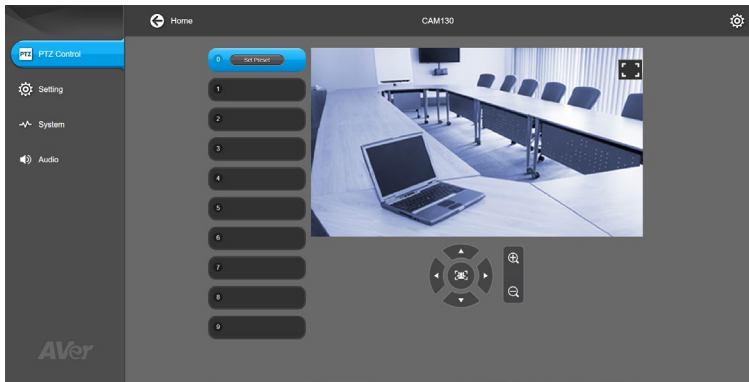 Home
CAM130
PTZ PTZ Control
Setting
System
Audio
0 Set Preset
1
2
3
4
5
6
7
8
9
AVer